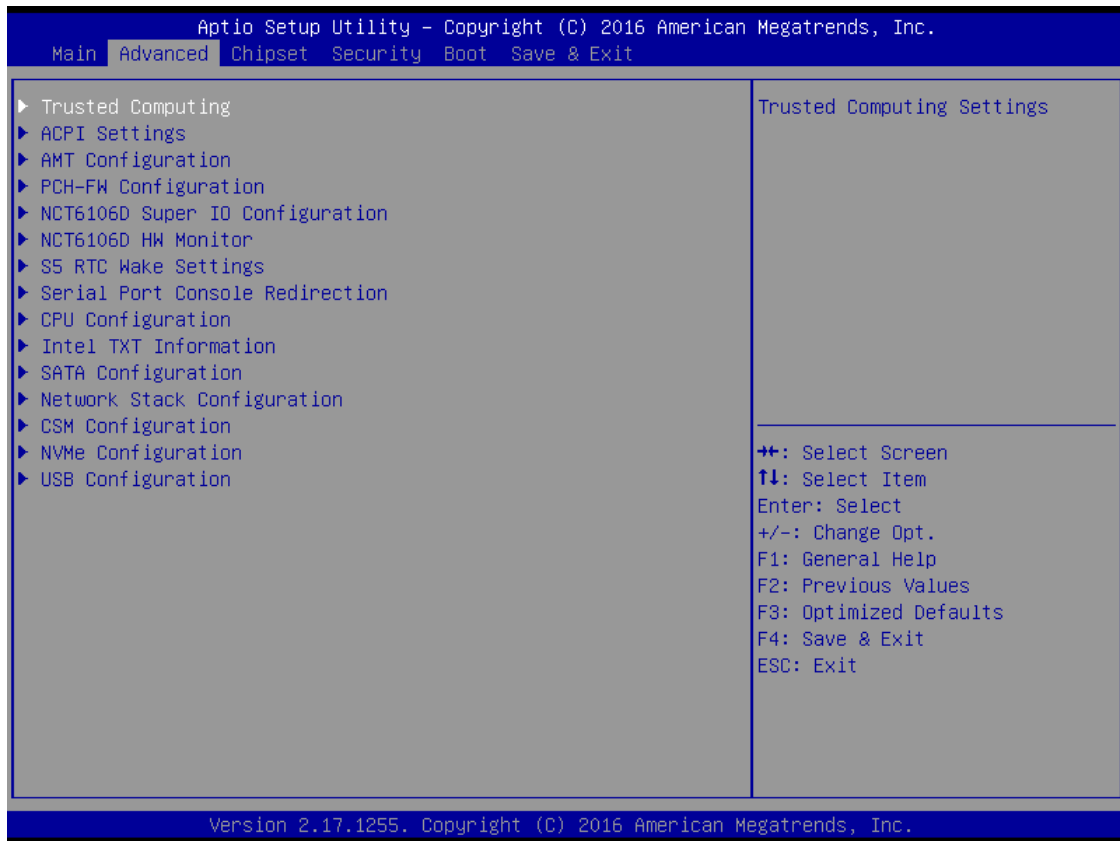 Aptio Setup Utility – Copyright (C) 2016 American Megatrends, Inc.
Main Advanced Chipset Security Boot Save & Exit
▶ Trusted Computing
▶ ACPI Settings
▶ AMT Configuration
▶ PCH-FW Configuration
▶ NCT6106D Super IO Configuration
▶ NCT6106D HW Monitor
▶ S5 RTC Wake Settings
▶ Serial Port Console Redirection
▶ CPU Configuration
▶ Intel TXT Information
▶ SATA Configuration
▶ Network Stack Configuration
▶ CSM Configuration
▶ NVMe Configuration
▶ USB Configuration
Trusted Computing Settings
→←: Select Screen
↑↓: Select Item
Enter: Select
+/-: Change Opt.
F1: General Help
F2: Previous Values
F3: Optimized Defaults
F4: Save & Exit
ESC: Exit
Version 2.17.1255. Copyright (C) 2016 American Megatrends, Inc.